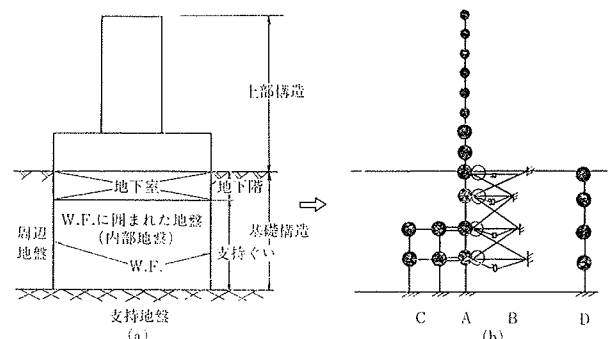 上部構造
地下室
地下階
W.F.に囲まれた地盤
(内部地盤)
周辺
地盤
W.F.
基礎構造
支持ぐい
支持地盤
(a)
C
A
B
D
(b)